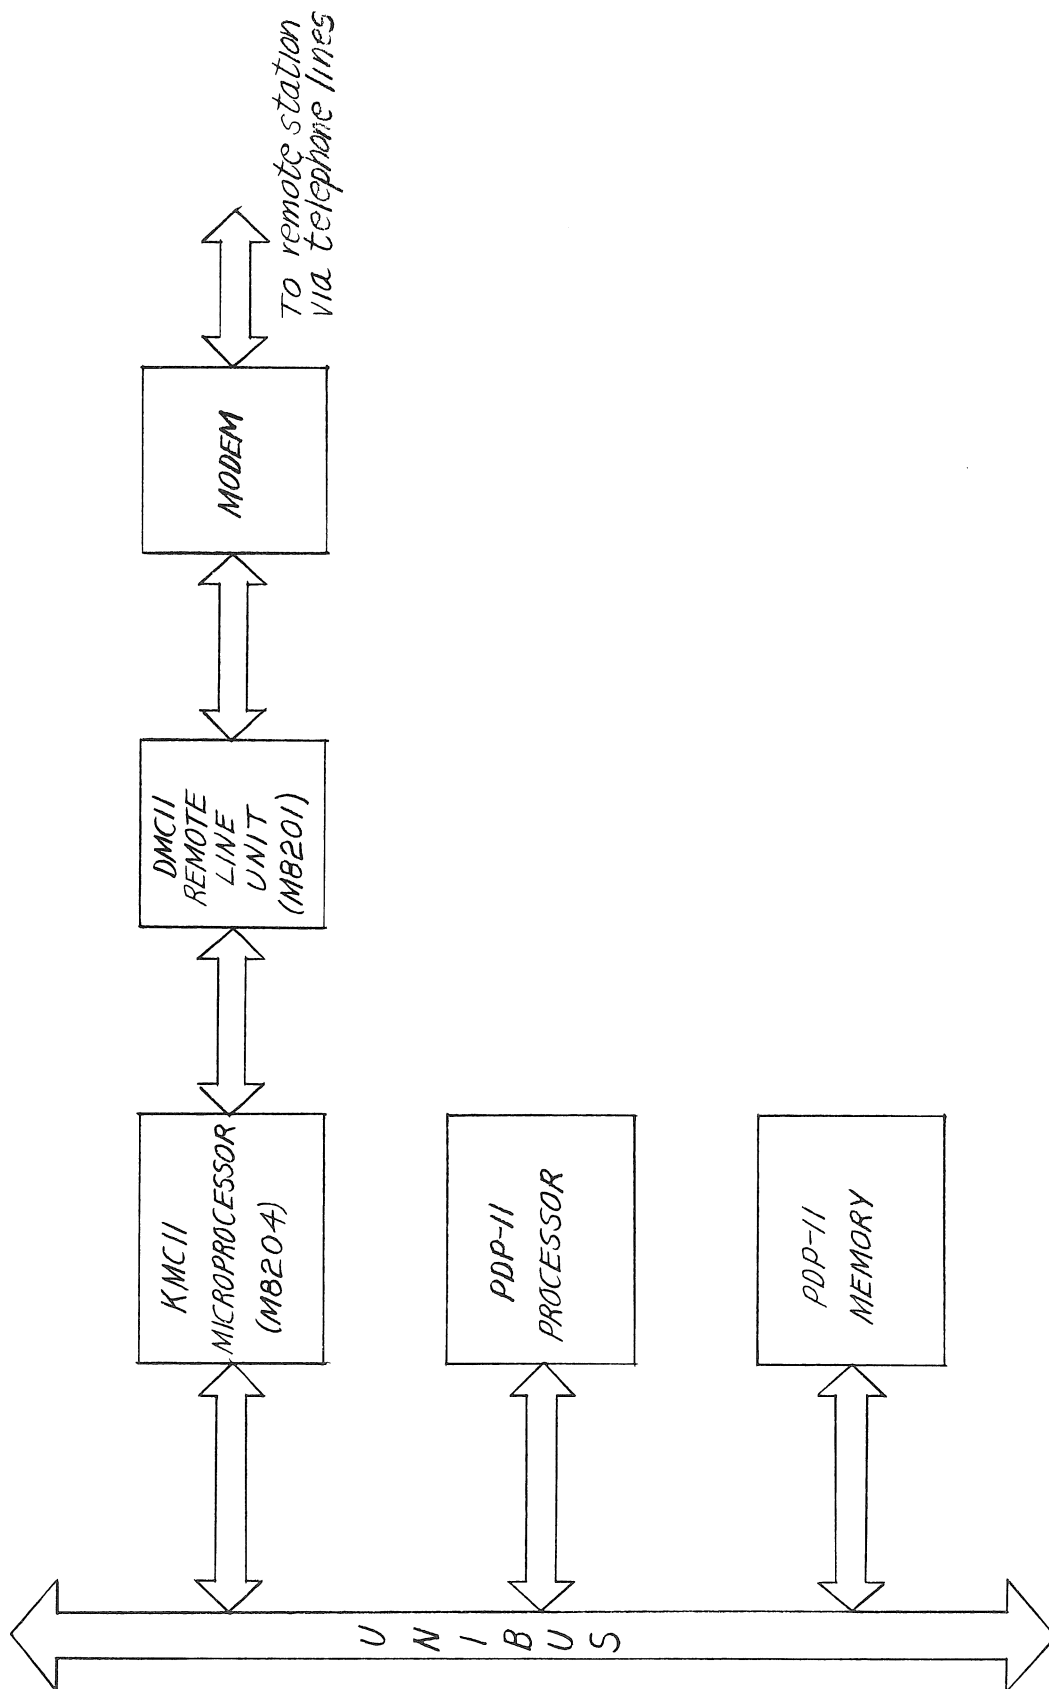 UNIBUS
KMC11
MICROPROCESSOR
(M8204)
DMC11
REMOTE
LINE
UNIT
(M8201)
MODEM
To remote station
via telephone lines
PDP-11
PROCESSOR
PDP-11
MEMORY